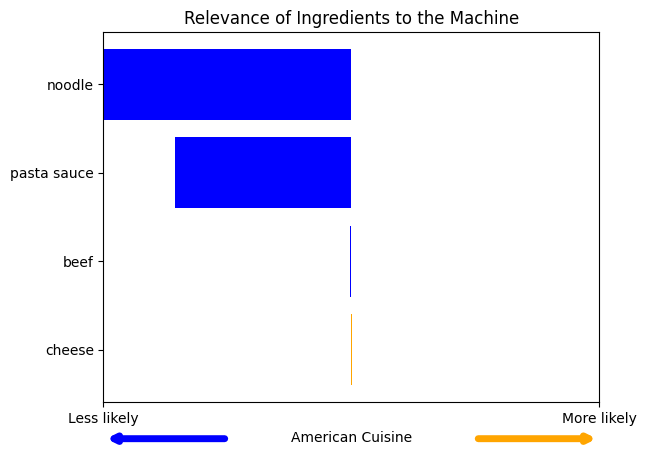 Relevance of Ingredients to the Machine
noodle
pasta sauce
beef
cheese
Less likely
More likely
American Cuisine